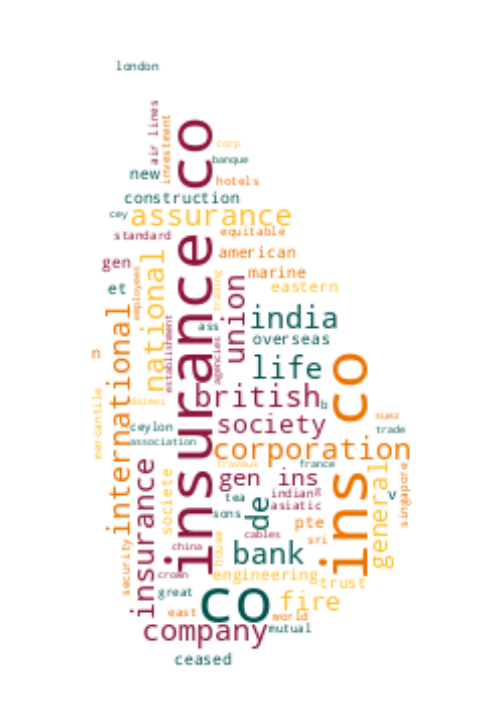 london
air lines
investment
insurance co
corp
banque
new
hotels
construction
cey
assurance
standard
equitable
gen
american
employees
national
marine
et
trading
union
eastern
international
establishment
ass
india
overseas
n
agencies
life
ins co
mercantile
british
b
suez
ceylon
society
trade
association
corporation
insurance
societe
travaux
france
general
singapore
gen ins
indian
asiatic
tea
de
v
sons
pte
security
house
cables
sri
china
bank
crown
engineering
trust
great
co
fire
east
world
company
mutual
ceased